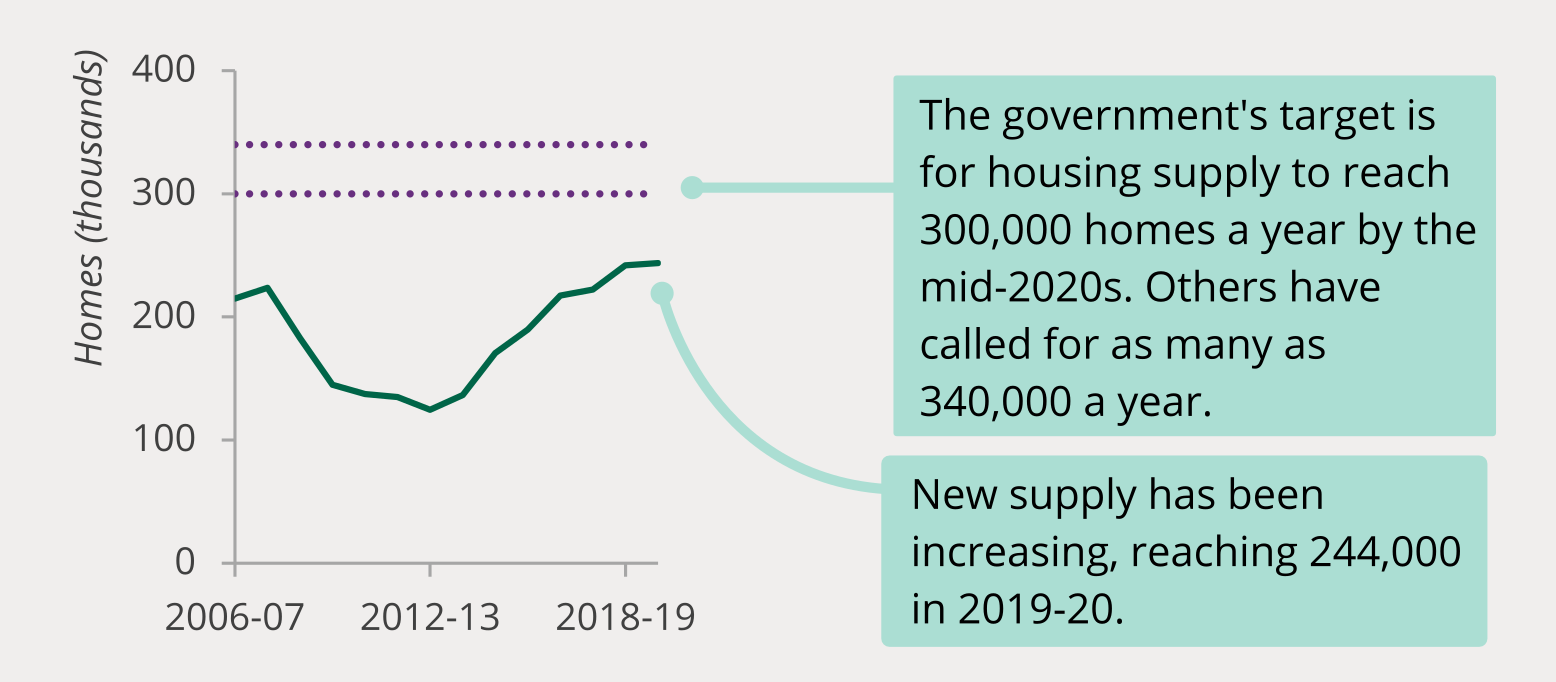 Homes (thousands)
400
300
200
100
0
2006-07
2012-13
2018-19
The government's target is
for housing supply to reach
300,000 homes a year by the
mid-2020s. Others have
called for as many as
340,000 a year.
New supply has been
increasing, reaching 244,000
in 2019-20.